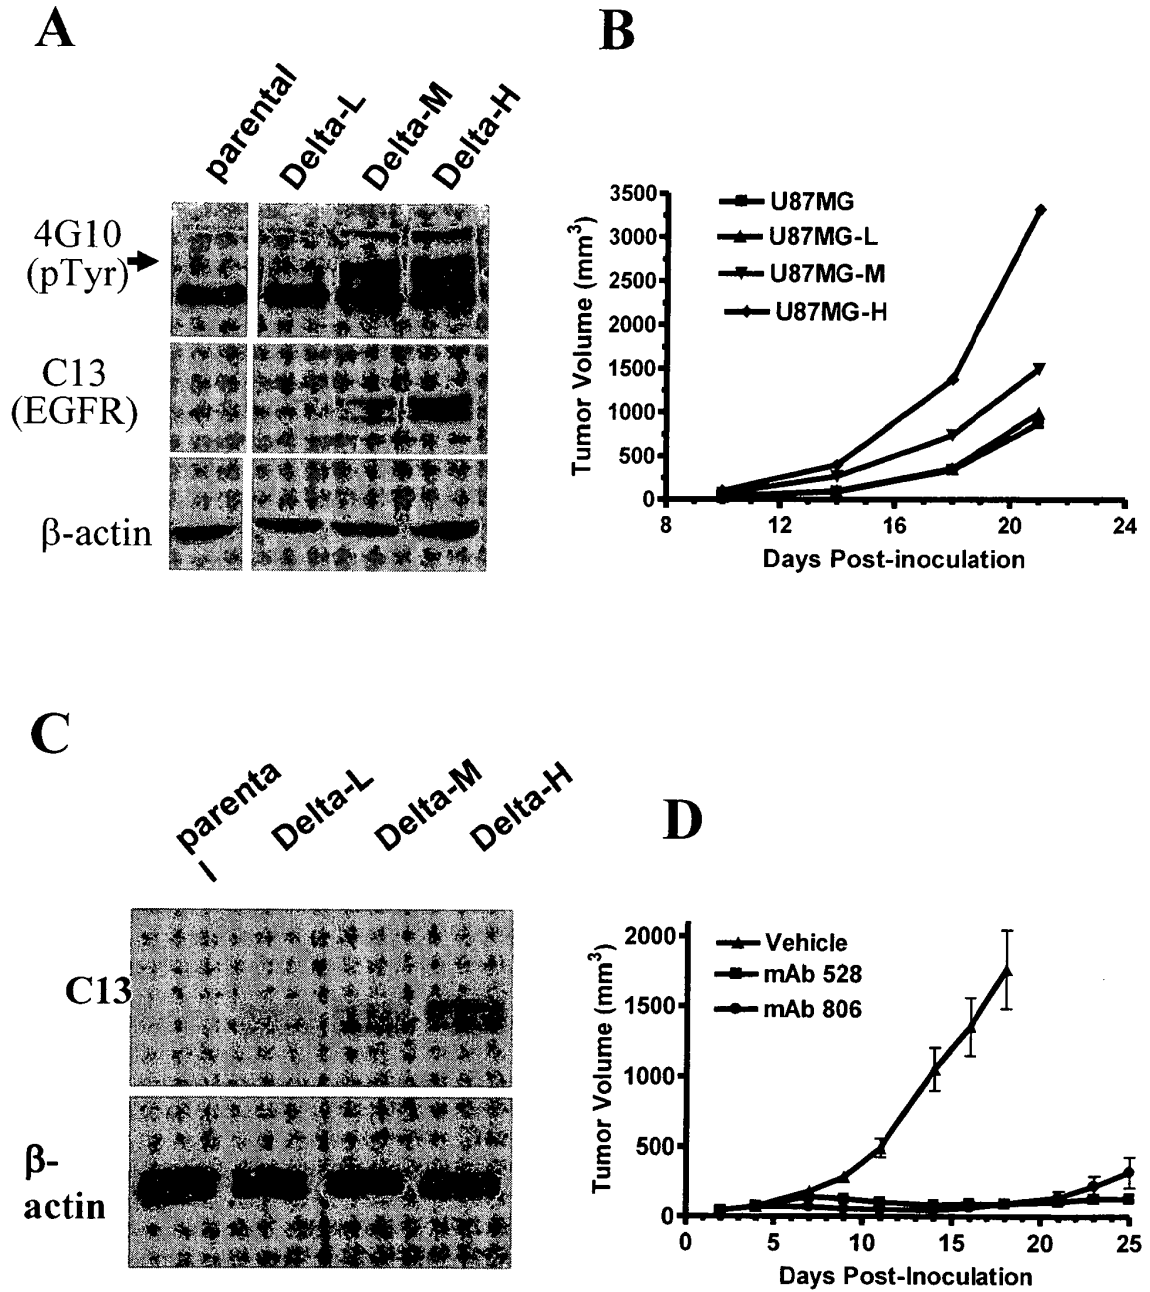 A
parental
Delta-L
Delta-M
Delta-H
4G10
(pTyr)
C13
(EGFR)
β-actin
B
3500
3000
2500
2000
1500
1000
500
0
Tumor Volume (mm³)
U87MG
U87MG-L
U87MG-M
U87MG-H
8 12 16 20 24
Days Post-inoculation
C
parenta
l
Delta-L
Delta-M
Delta-H
C13
β-
actin
D
2000
1500
1000
500
0
Tumor Volume (mm³)
Vehicle
mAb 528
mAb 806
0 5 10 15 20 25
Days Post-Inoculation